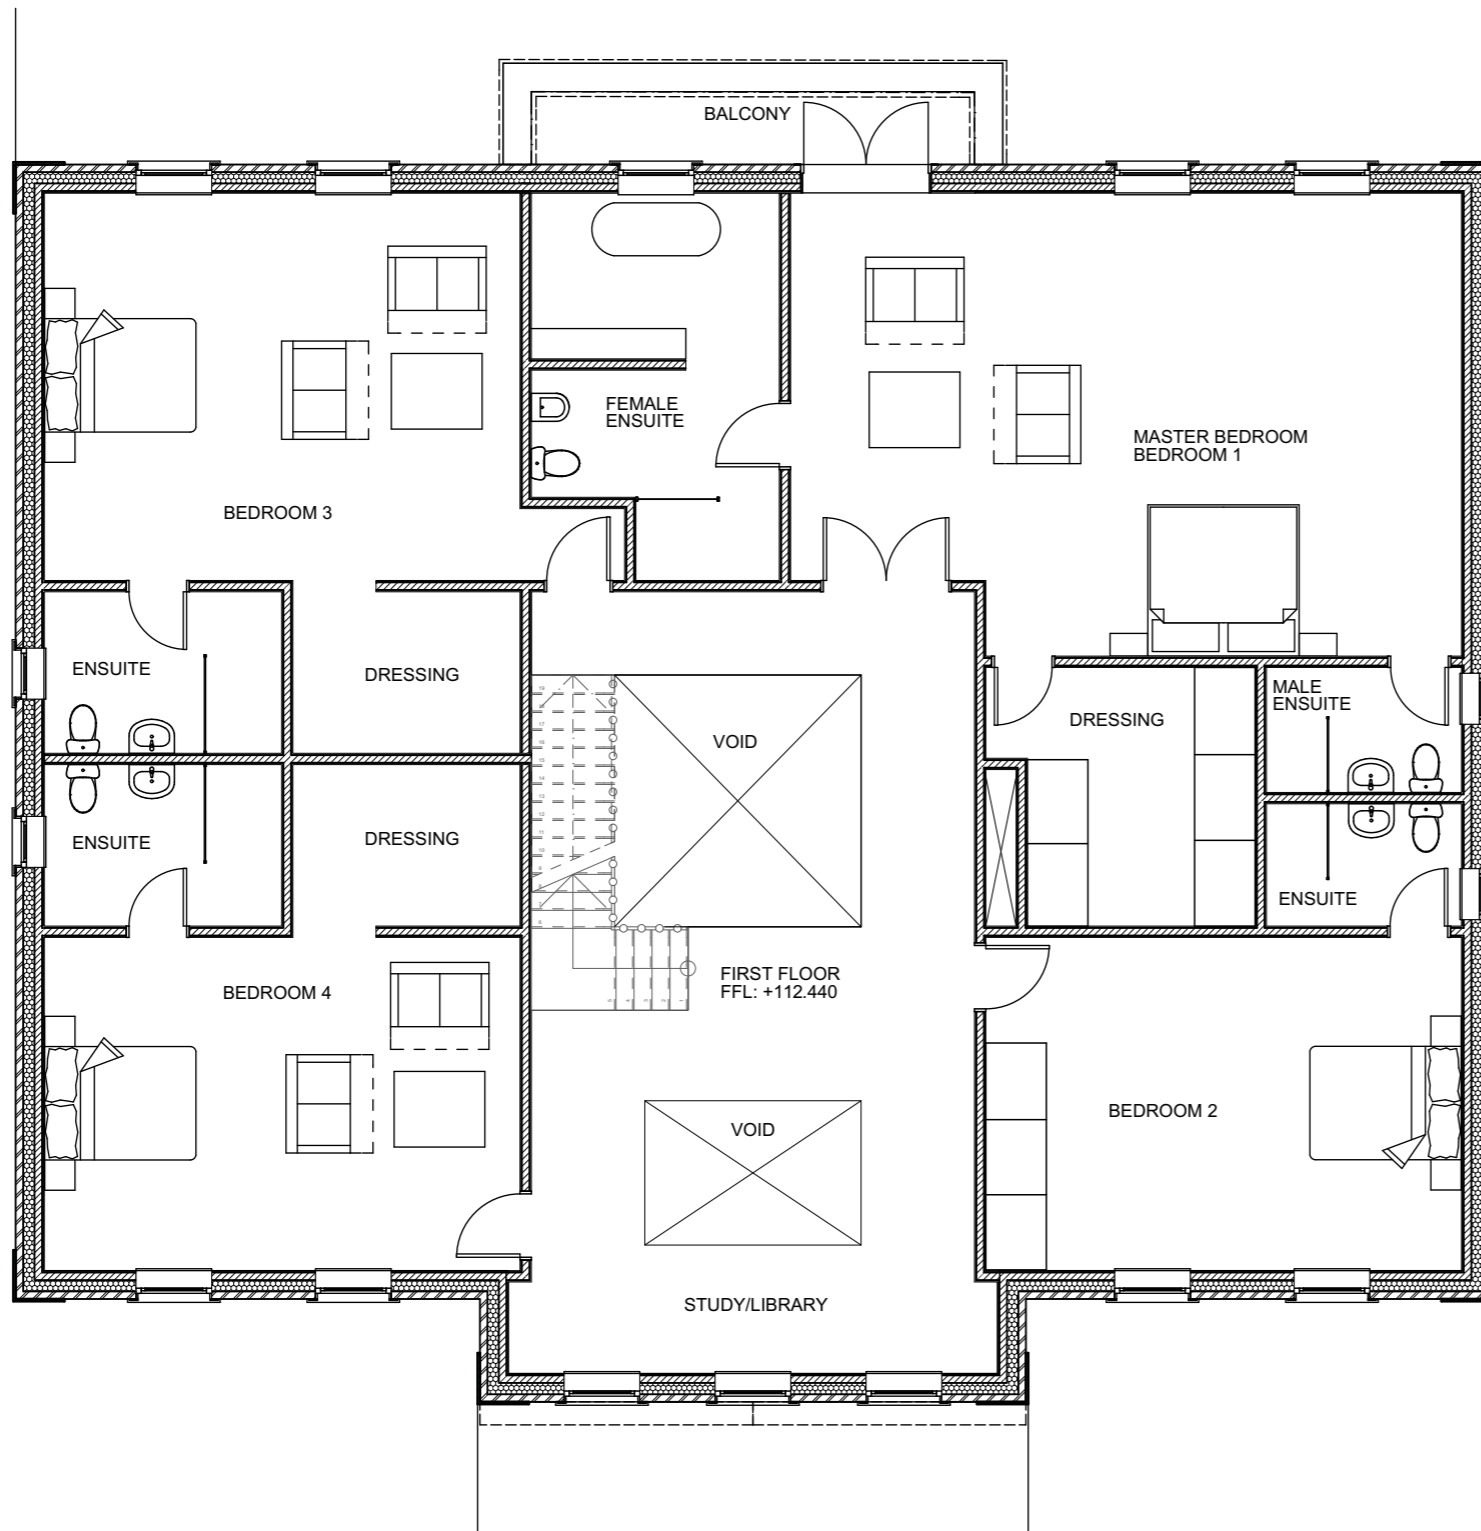 BALCONY
FEMALE
ENSUITE
MASTER BEDROOM
BEDROOM 1
BEDROOM 3
ENSUITE
DRESSING
MALE
ENSUITE
DRESSING
VOID
ENSUITE
DRESSING
ENSUITE
FIRST FLOOR
FFL: +112.440
BEDROOM 4
BEDROOM 2
VOID
STUDY/LIBRARY